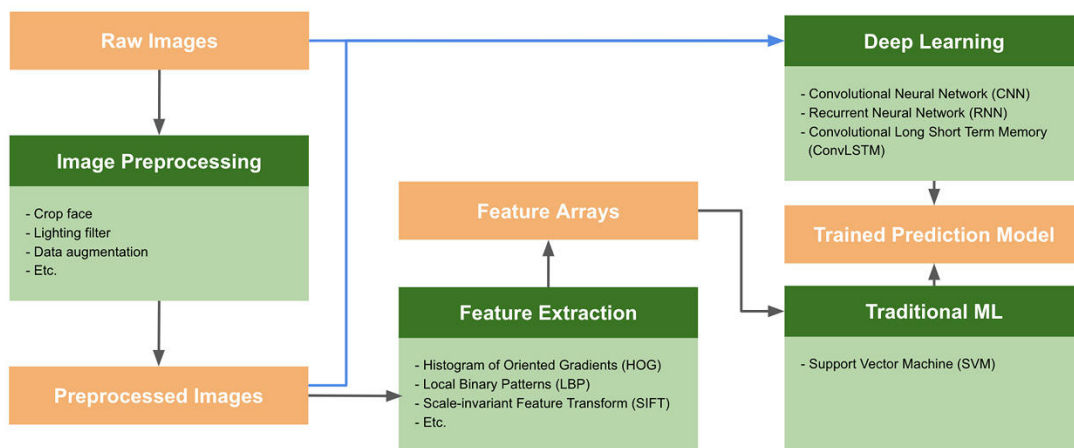 Raw Images
Image Preprocessing
- Crop face
- Lighting filter
- Data augmentation
- Etc.
Preprocessed Images
Feature Arrays
Feature Extraction
- Histogram of Oriented Gradients (HOG)
- Local Binary Patterns (LBP)
- Scale-invariant Feature Transform (SIFT)
- Etc.
Deep Learning
- Convolutional Neural Network (CNN)
- Recurrent Neural Network (RNN)
- Convolutional Long Short Term Memory
(ConvLSTM)
Trained Prediction Model
Traditional ML
- Support Vector Machine (SVM)